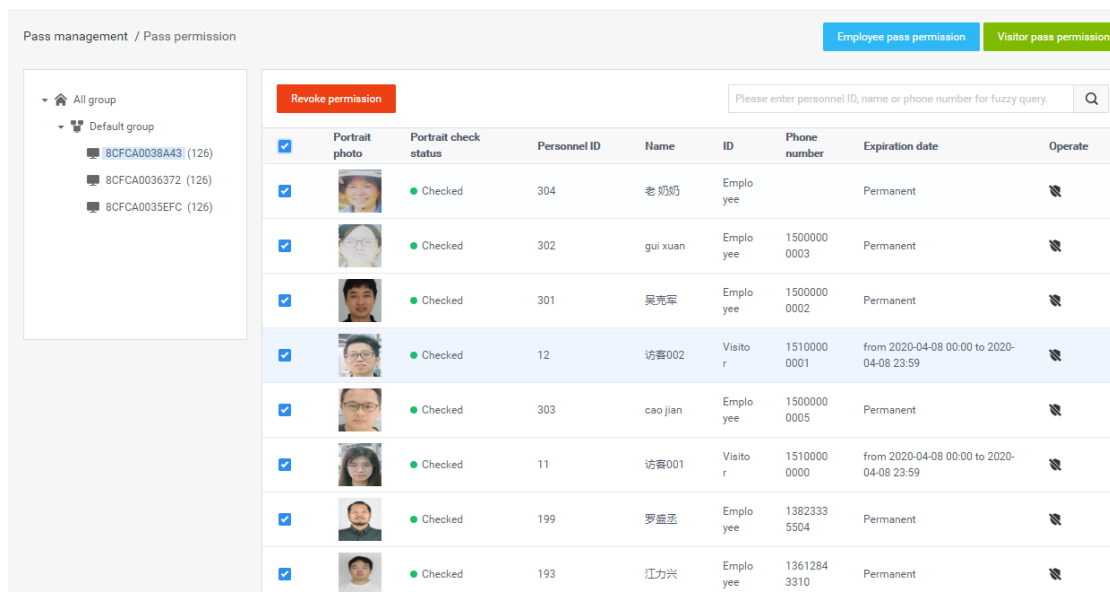 Pass management / Pass permission
Employee pass permission
Visitor pass permission
All group
Default group
8CFCA0038A43 (126)
8CFCA0036372 (126)
8CFCA0035EFC (126)
Revoke permission
Please enter personnel ID, name or phone number for fuzzy query.
Portrait photo Portrait check status Personnel ID Name ID Phone number Expiration date Operate
Checked 304 老 奶奶 Emplo
yee Permanent
Checked 302 gui xuan Emplo 1500000
yee 0003 Permanent
Checked 301 吴亮军 Emplo 1500000
yee 0002 Permanent
Checked 12 访客002 Visito 1510000 from 2020-04-08 00:00 to 2020-
r 0001 04-08 23:59
Checked 303 cao jian Emplo 1500000
yee 0005 Permanent
Checked 11 访客001 Visito 1510000 from 2020-04-08 00:00 to 2020-
r 0000 04-08 23:59
Checked 199 罗盛丞 Emplo 1382333
yee 5504 Permanent
Checked 193 江力兴 Emplo 1361284
yee 3310 Permanent